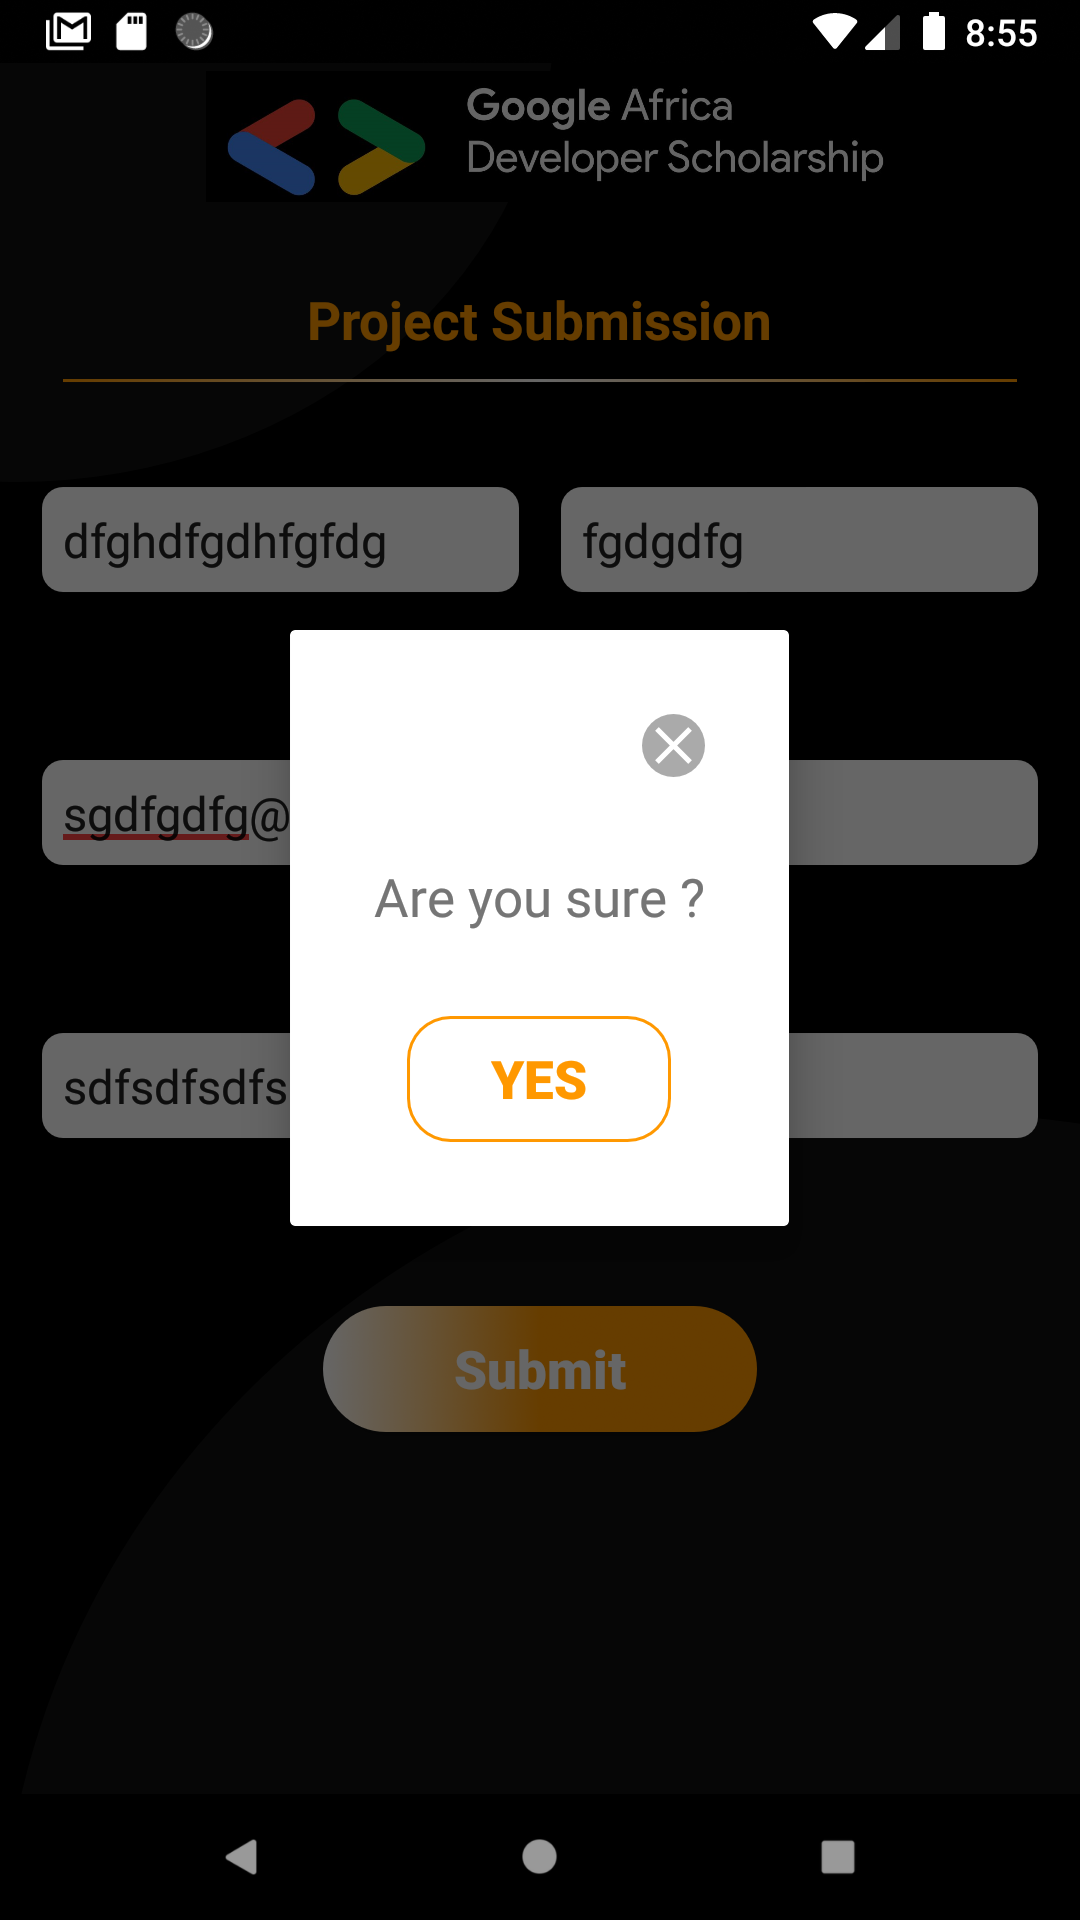 8:55
Google Africa
Developer Scholarship
Project Submission
dfghdfgdhfgfdg
fgdgdfg
sgdfgdfg@
Are you sure ?
sdfsdfsdfs
YES
Submit